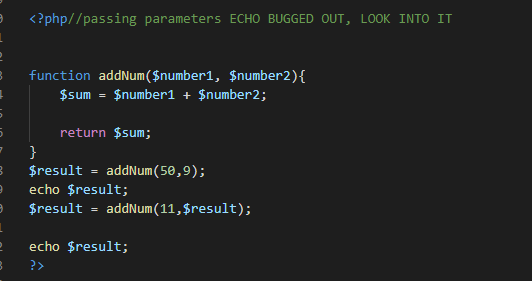 <?php//passing parameters ECHO BUGGED OUT, LOOK INTO IT
function addNum($number1, $number2){
$sum = $number1 + $number2;
return $sum;
}
$result = addNum(50,9);
echo $result;
$result = addNum(11,$result);
echo $result;
?>